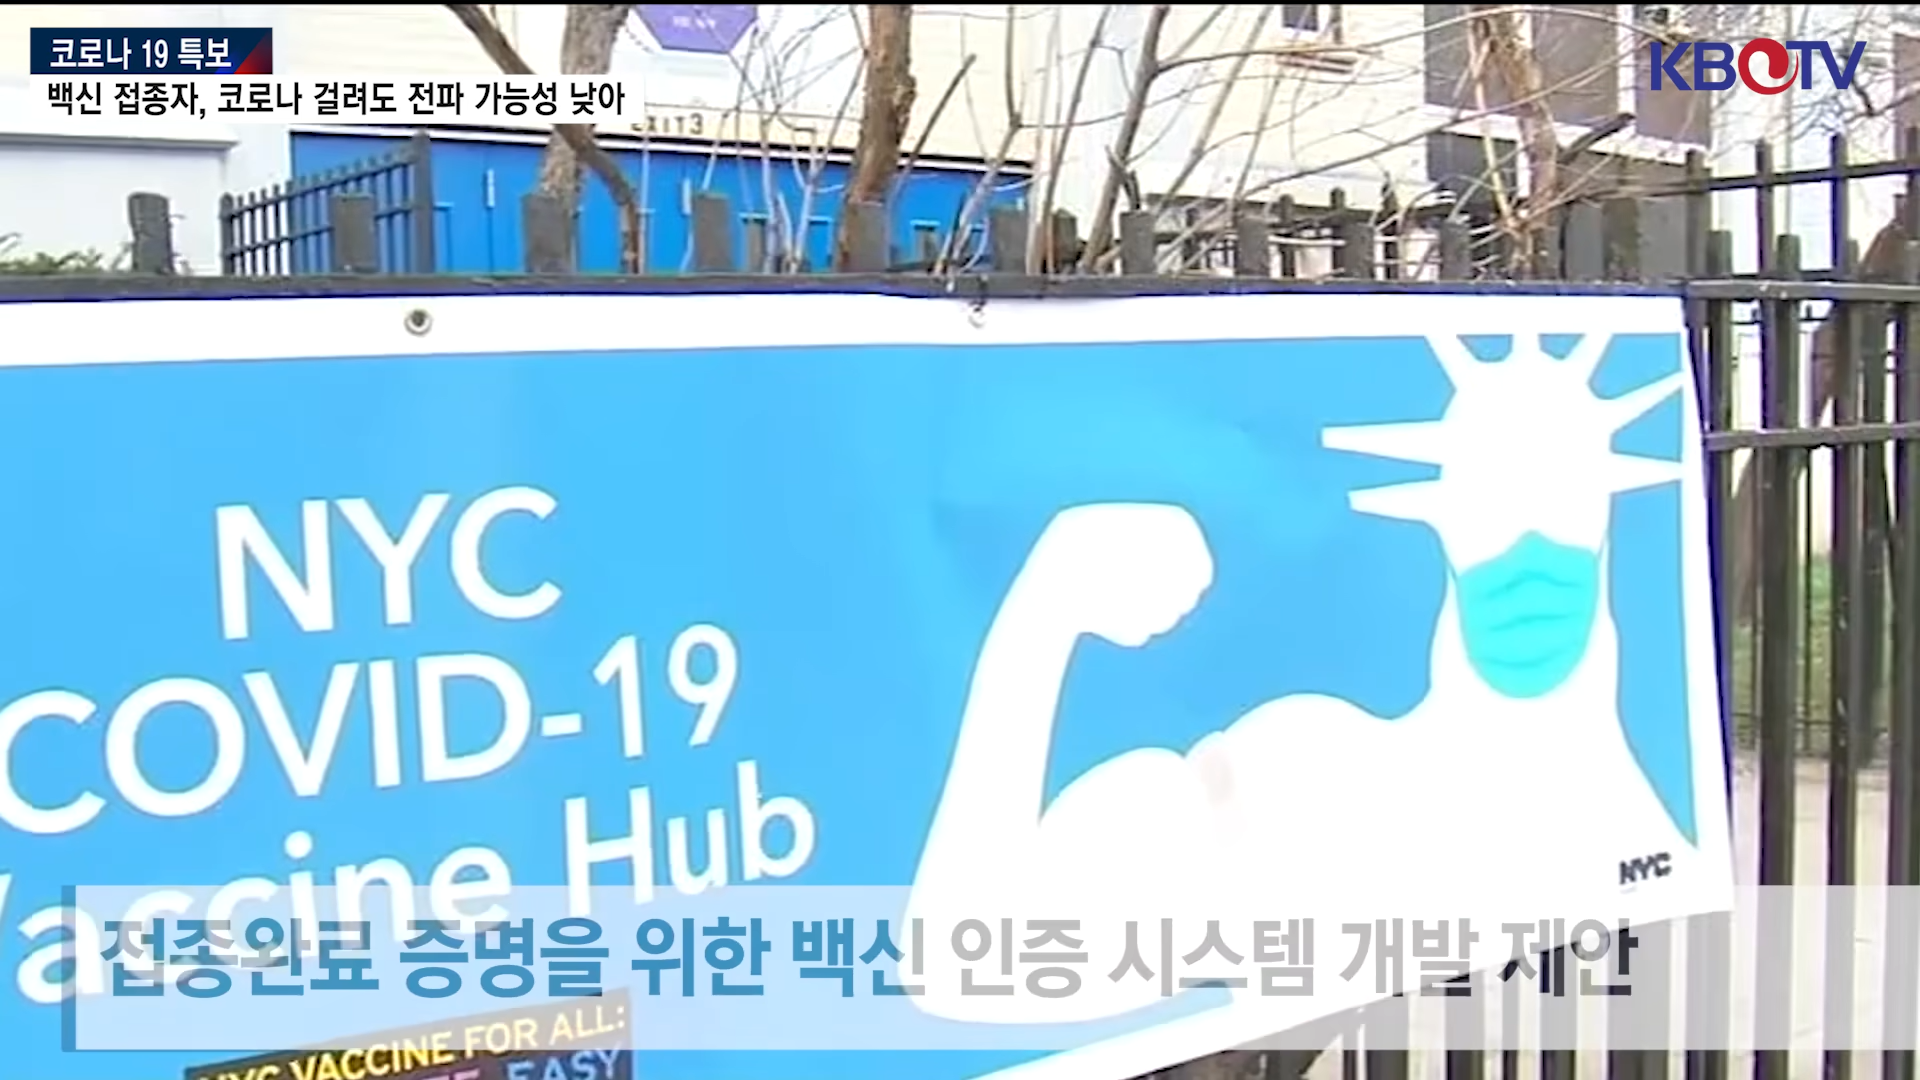 코로나 19 특보
KBOTV
백신 접종자, 코로나 걸려도 전파 가능성 낮아
EXIT3
NYC
COVID-19
Vaccine Hub
NYC
접종완료 증명을 위한 백신 인증 시스템 개발 제안
NYC VACCINE FOR ALL:
EASY